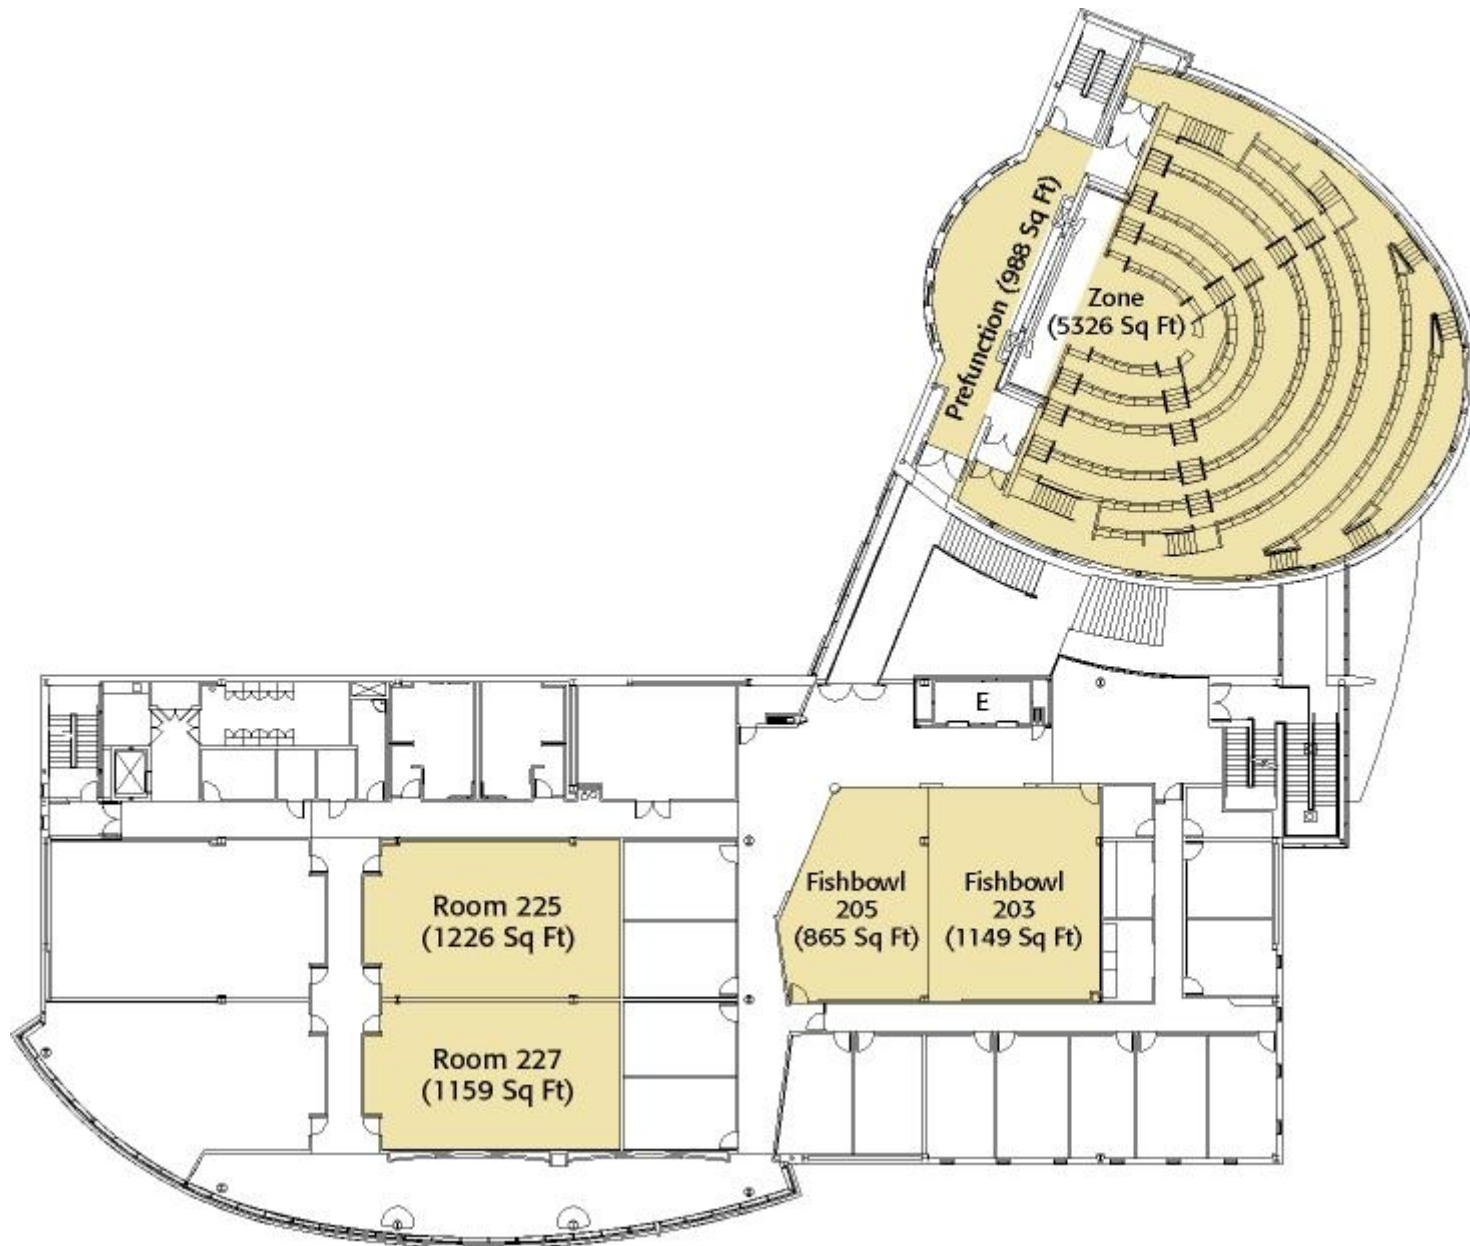 Prefunction (988 Sq Ft)
Zone
(5326 Sq Ft)
E
Room 225
(1226 Sq Ft)
Fishbowl
205
(865 Sq Ft)
Fishbowl
203
(1149 Sq Ft)
Room 227
(1159 Sq Ft)